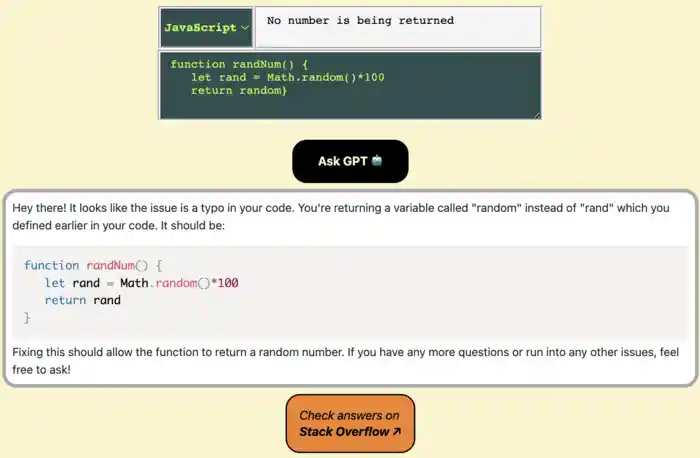 JavaScript
No number is being returned
function randNum() {
   let rand = Math.random()*100
   return random}
Ask GPT
Hey there! It looks like the issue is a typo in your code. You're returning a variable called "random" instead of "rand" which you
defined earlier in your code. It should be:
function randNum() {
   let rand = Math.random()*100
   return rand
}
Fixing this should allow the function to return a random number. If you have any more questions or run into any other issues, feel
free to ask!
Check answers on
Stack Overflow ↗